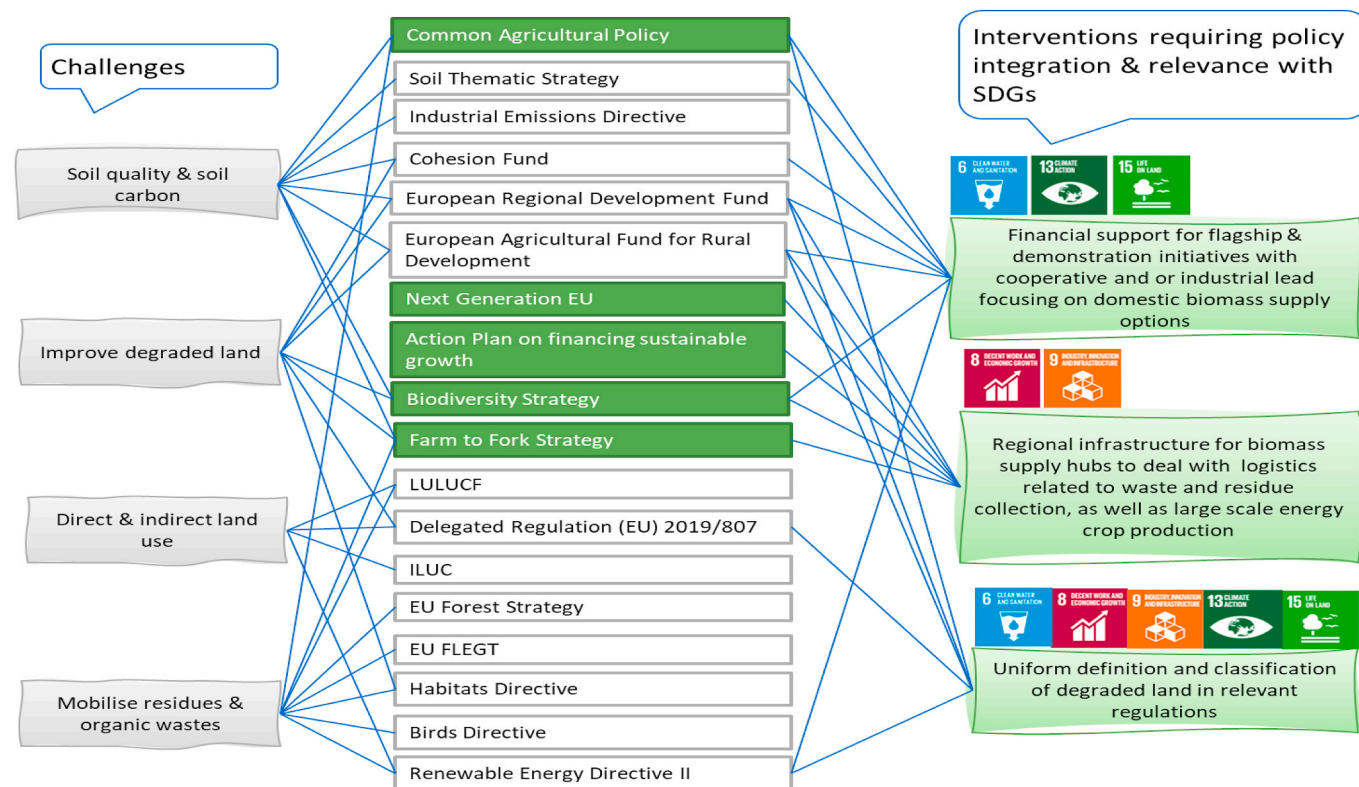 Challenges
Soil quality & soil
carbon
Improve degraded land
Direct & indirect land
use
Mobilise residues &
organic wastes
Common Agricultural Policy
Soil Thematic Strategy
Industrial Emissions Directive
Cohesion Fund
European Regional Development Fund
European Agricultural Fund for Rural
Development
Next Generation EU
Action Plan on financing sustainable
growth
Biodiversity Strategy
Farm to Fork Strategy
LULUCF
Delegated Regulation (EU) 2019/807
ILUC
EU Forest Strategy
EU FLEGT
Habitats Directive
Birds Directive
Renewable Energy Directive II
Interventions requiring policy
integration & relevance with
SDGs
6 CLEAN WATER
AND SANITATION
13 CLIMATE
ACTION
15 LIFE
ON LAND
Financial support for flagship &
demonstration initiatives with
cooperative and or industrial lead
focusing on domestic biomass supply
options
8 DECENT WORK AND
ECONOMIC GROWTH
9 INDUSTRY, INNOVATION
AND INFRASTRUCTURE
Regional infrastructure for biomass
supply hubs to deal with logistics
related to waste and residue
collection, as well as large scale energy
crop production
6 CLEAN WATER
AND SANITATION
8 DECENT WORK AND
ECONOMIC GROWTH
9 INDUSTRY, INNOVATION
AND INFRASTRUCTURE
13 CLIMATE
ACTION
15 LIFE
ON LAND
Uniform definition and classification
of degraded land in relevant
regulations